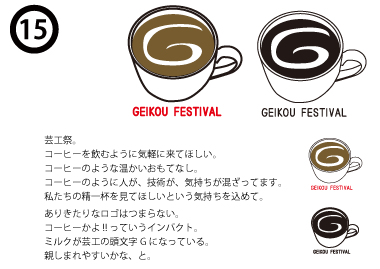 15
GEIKOU FESTIVAL
GEIKOU FESTIVAL
芸工祭。
コーヒーを飲むように気軽に来てほしい。
コーヒーのような温かいおもてなし。
コーヒーのように人が、技術が、気持ちが混ざってます。
私たちの精一杯を見てほしいという気持ちを込めて。
ありきたりなロゴはつまらない。
コーヒーかよ!!っていうインパクト。
ミルクが芸工の頭文字Gになっている。
親しまれやすいかな、と。
GEIKOU FESTIVAL
GEIKOU FESTIVAL